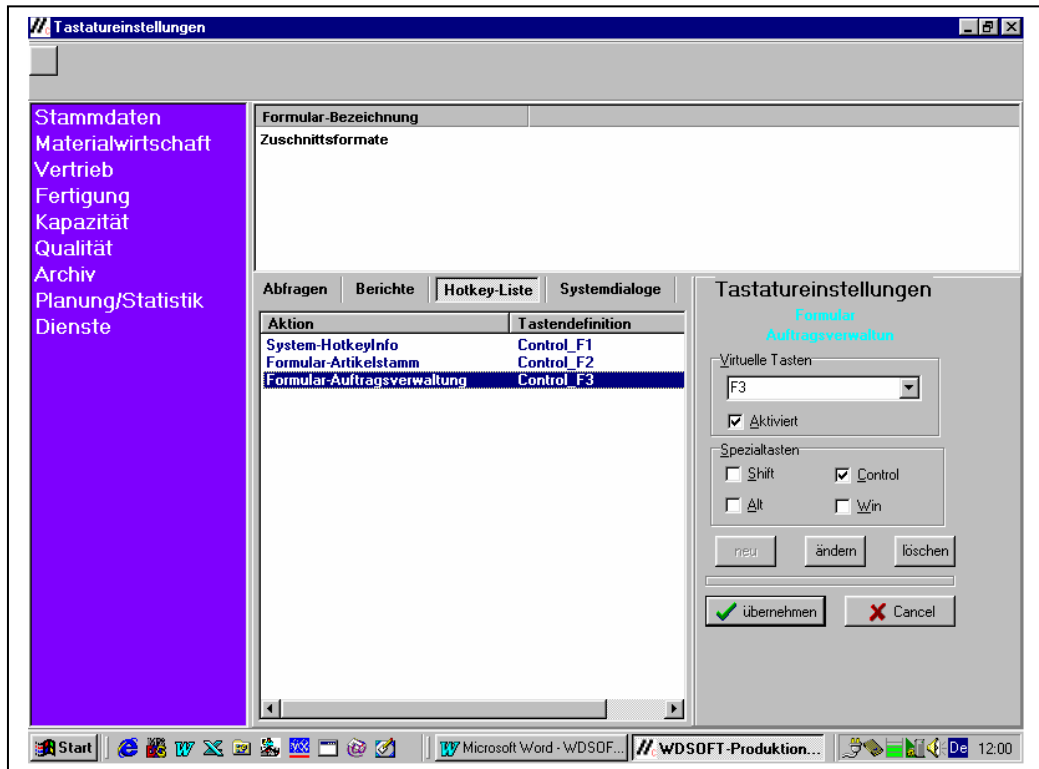 Tastatureinstellungen
Stammdaten
Materialwirtschaft
Vertrieb
Fertigung
Kapazität
Qualität
Archiv
Planung/Statistik
Dienste
Formular-Bezeichnung
Zuschnittsformate
Abfragen Berichte Hotkey-Liste Systemdialoge
Aktion Tastendefinition
System-HotkeyInfo Control_F1
Formular-Artikelstamm Control_F2
Formular-Auftragsverwaltung Control_F3
Tastatureinstellungen
Formular
Auftragsverwaltun
Virtuelle Tasten
F3
Aktiviert
Spezialtasten
Shift Control
Alt Win
neu ändern löschen
übernehmen Cancel
Start Microsoft Word - WDSOF... WDSOFT-Produktion... De 12:00